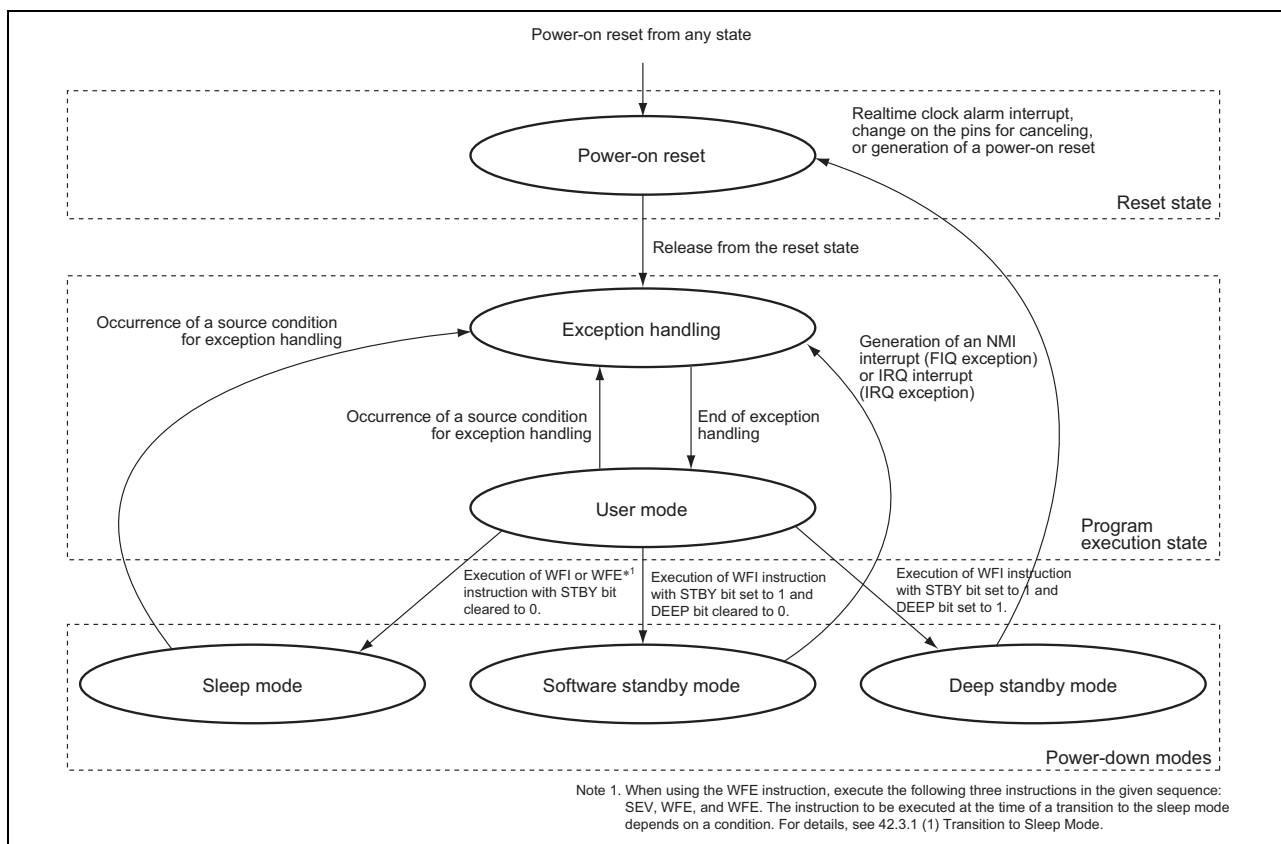 Power-on reset from any state
Realtime clock alarm interrupt,
change on the pins for canceling,
or generation of a power-on reset
Power-on reset
Reset state
Release from the reset state
Occurrence of a source condition
for exception handling
Exception handling
Generation of an NMI
interrupt (FIQ exception)
or IRQ interrupt
(IRQ exception)
Occurrence of a source condition
for exception handling
End of exception
handling
User mode
Program
execution state
Execution of WFI or WFE*1
instruction with STBY bit
cleared to 0.
Execution of WFI instruction
with STBY bit set to 1 and
DEEP bit cleared to 0.
Execution of WFI instruction
with STBY bit set to 1 and
DEEP bit set to 1.
Sleep mode
Software standby mode
Deep standby mode
Power-down modes
Note 1. When using the WFE instruction, execute the following three instructions in the given sequence:
SEV, WFE, and WFE. The instruction to be executed at the time of a transition to the sleep mode
depends on a condition. For details, see 42.3.1 (1) Transition to Sleep Mode.